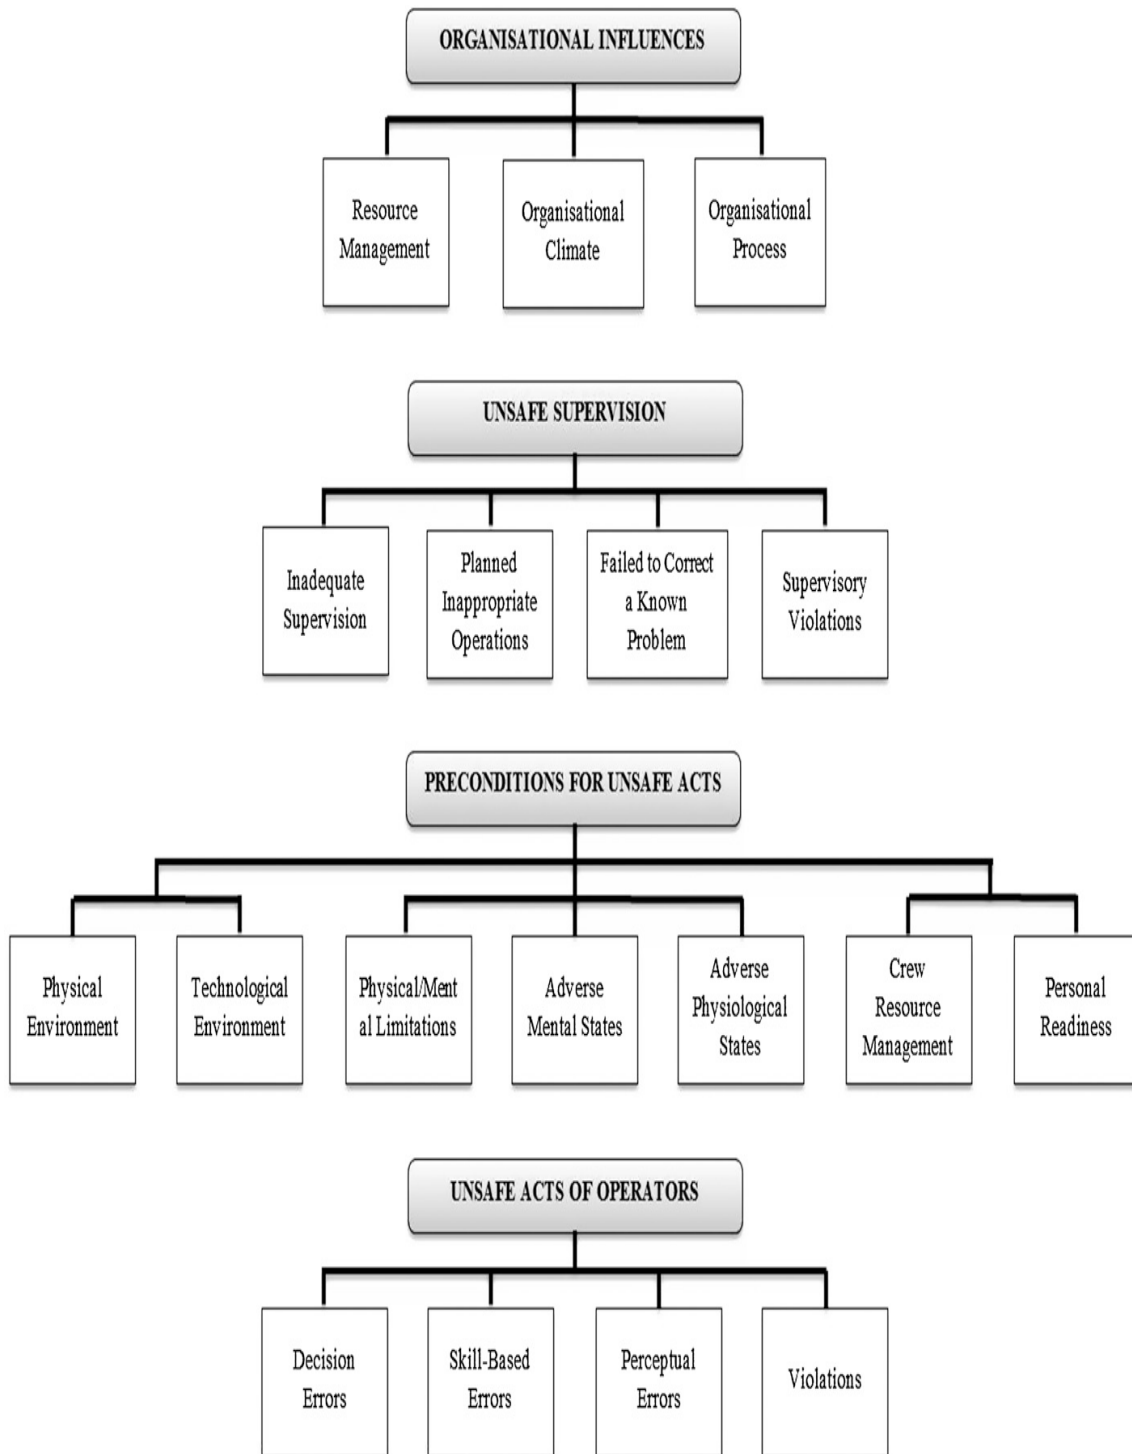 ORGANISATIONAL INFLUENCES
Resource
Management
Organisational
Climate
Organisational
Process
UNSAFE SUPERVISION
Inadequate
Supervision
Planned
Inappropriate
Operations
Failed to Correct
a Known
Problem
Supervisory
Violations
PRECONDITIONS FOR UNSAFE ACTS
Physical
Environment
Technological
Environment
Physical/Ment
al Limitations
Adverse
Mental States
Adverse
Physiological
States
Crew
Resource
Management
Personal
Readiness
UNSAFE ACTS OF OPERATORS
Decision
Errors
Skill-Based
Errors
Perceptual
Errors
Violations